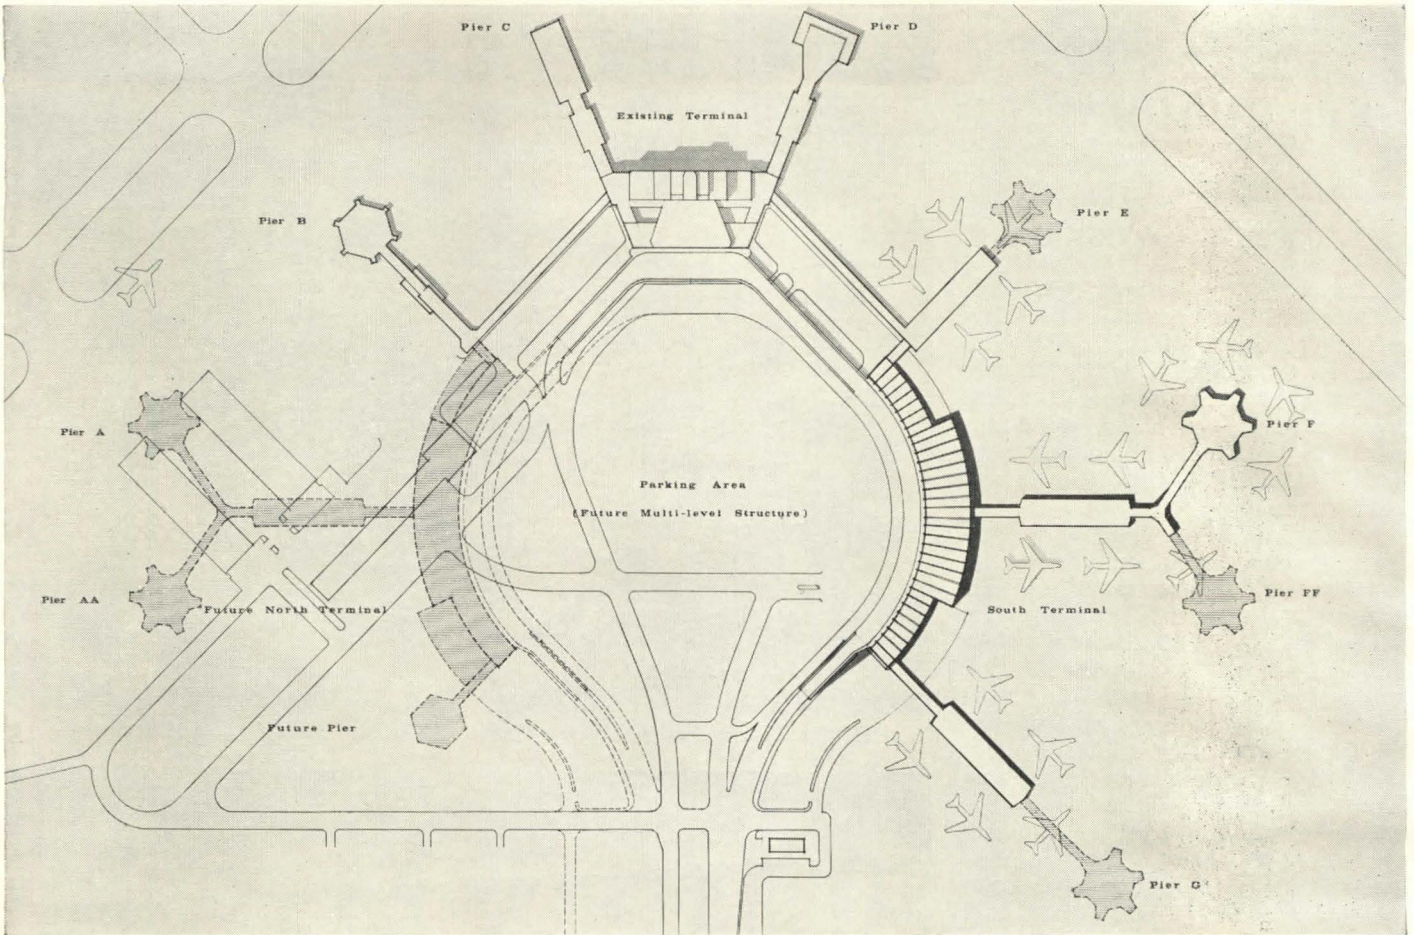 Pier C
Pier D
Existing Terminal
Pier B
Pier E
Pier A
Pier F
Parking Area
(Future Multi-level Structure)
Pier AA
Future North Terminal
South Terminal
Pier FF
Future Pier
Pier G